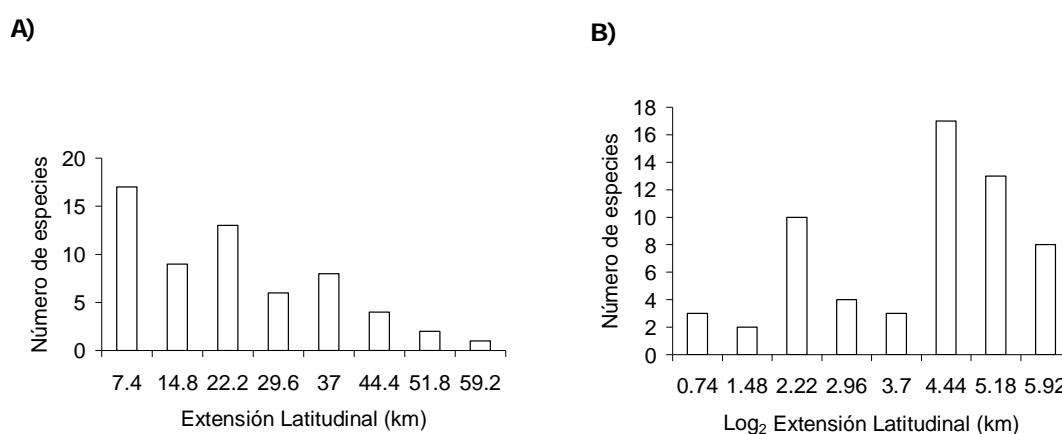 A)
Número de especies
20
15
10
5
0
7.4 14.8 22.2 29.6 37 44.4 51.8 59.2
Extensión Latitudinal (km)
B)
Número de especies
18
16
14
12
10
8
6
4
2
0
0.74 1.48 2.22 2.96 3.7 4.44 5.18 5.92
Log₂ Extensión Latitudinal (km)